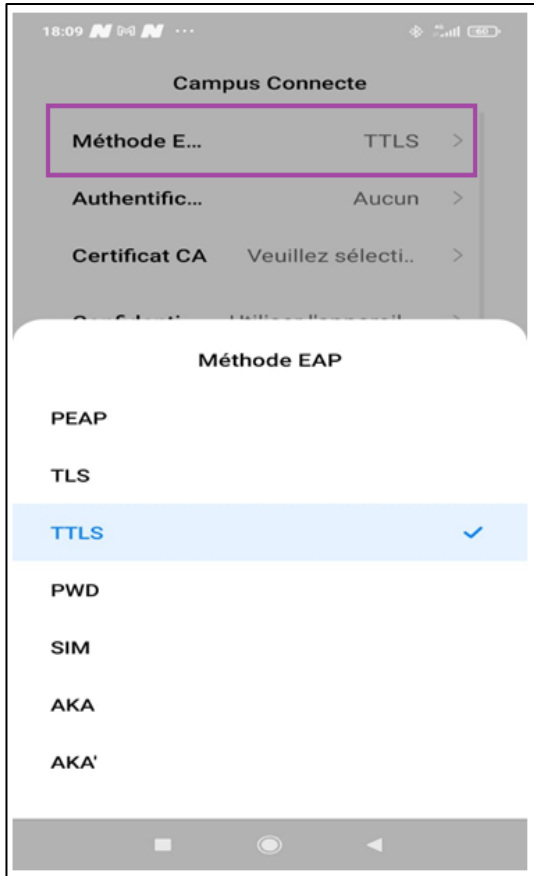 18:09
Campus Connecte
Méthode E... TTLS
Authentific... Aucun
Certificat CA Veuillez sélecti..
Méthode EAP
PEAP
TLS
TTLS
PWD
SIM
AKA
AKA'